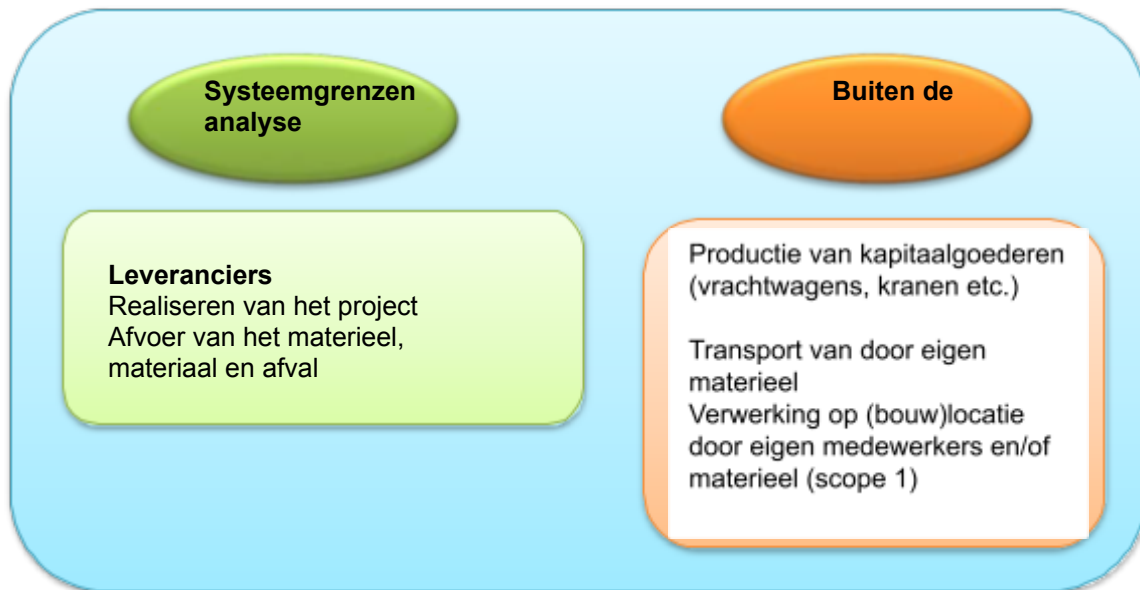 Systeemgrenzen
analyse
Buiten de
Leveranciers
Realiseren van het project
Afvoer van het materieel,
materiaal en afval
Productie van kapitaalgoederen
(vrachtwagens, kranen etc.)
Transport van door eigen
materieel
Verwerking op (bouw)locatie
door eigen medewerkers en/of
materieel (scope 1)